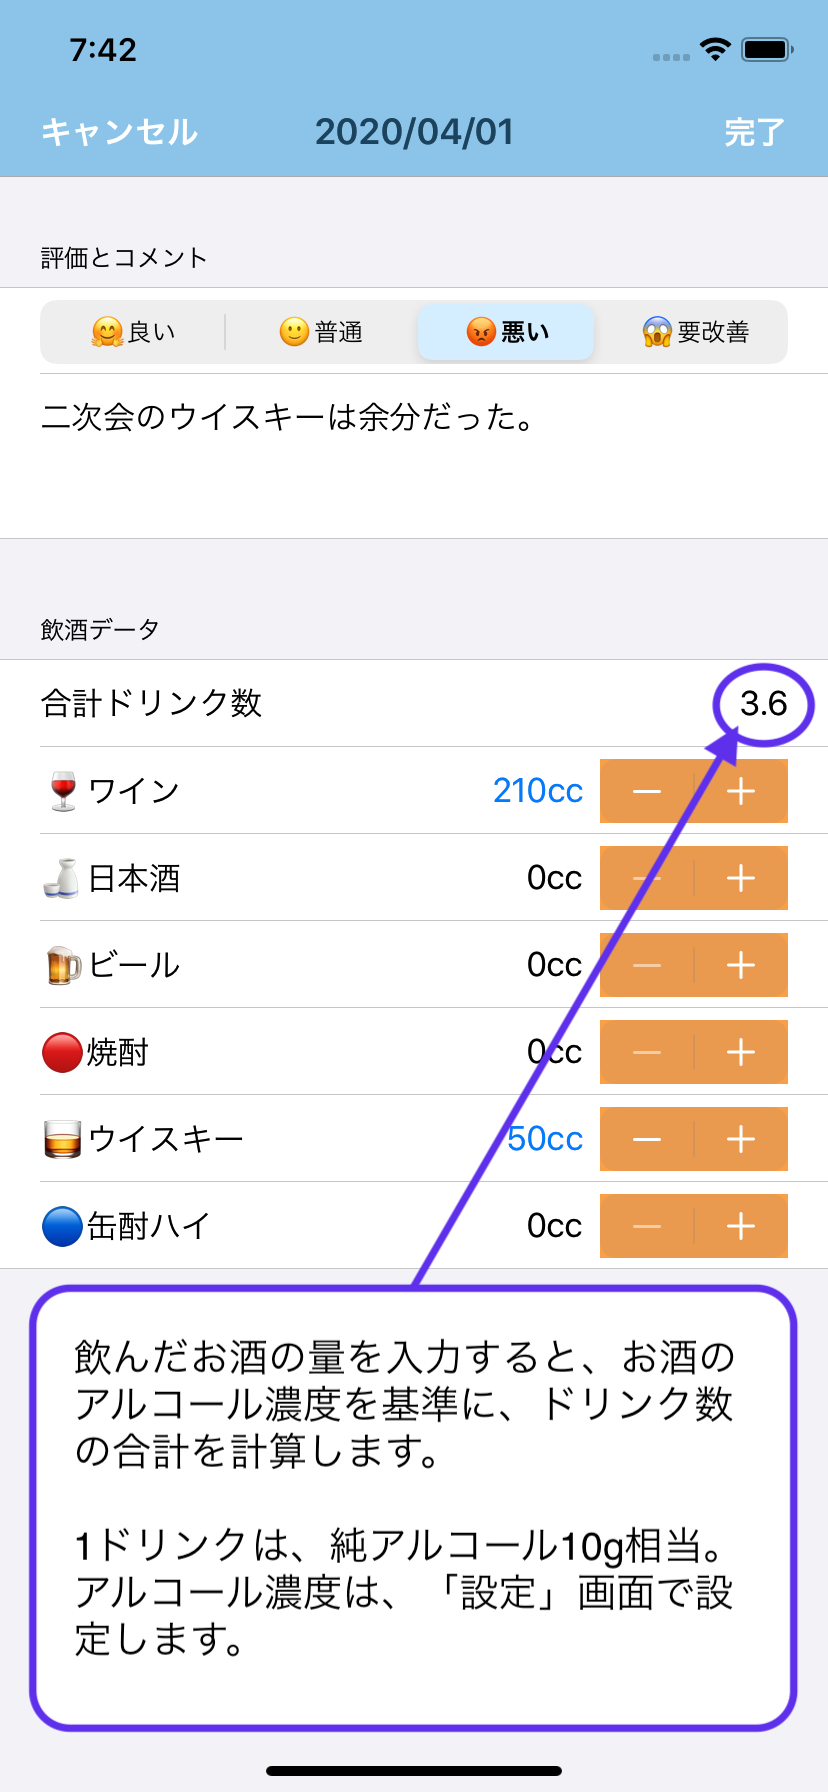 7:42
キャンセル 2020/04/01 完了
評価とコメント
良い 普通 悪い 要改善
二次会のウイスキーは余分だった。
飲酒データ
合計ドリンク数 3.6
ワイン 210cc − +
日本酒 0cc − +
ビール 0cc − +
焼酎 0cc − +
ウイスキー 50cc − +
缶酎ハイ 0cc − +
飲んだお酒の量を入力すると、お酒の
アルコール濃度を基準に、ドリンク数
の合計を計算します。
1ドリンクは、純アルコール10g相当。
アルコール濃度は、「設定」画面で設
定します。